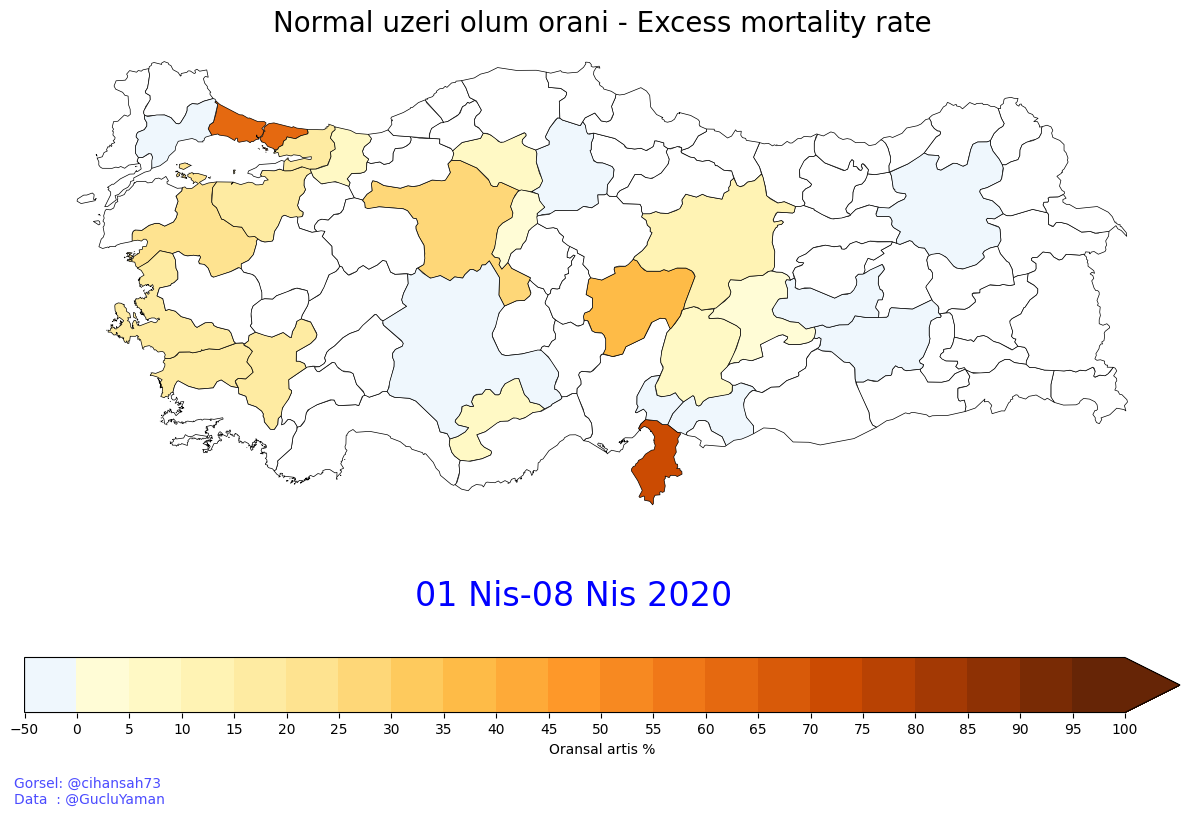 Normal uzeri olum orani - Excess mortality rate
01 Nis-08 Nis 2020
−50 0 5 10 15 20 25 30 35 40 45 50 55 60 65 70 75 80 85 90 95 100
Oransal artis %
Gorsel: @cihansah73
Data : @GucluYaman